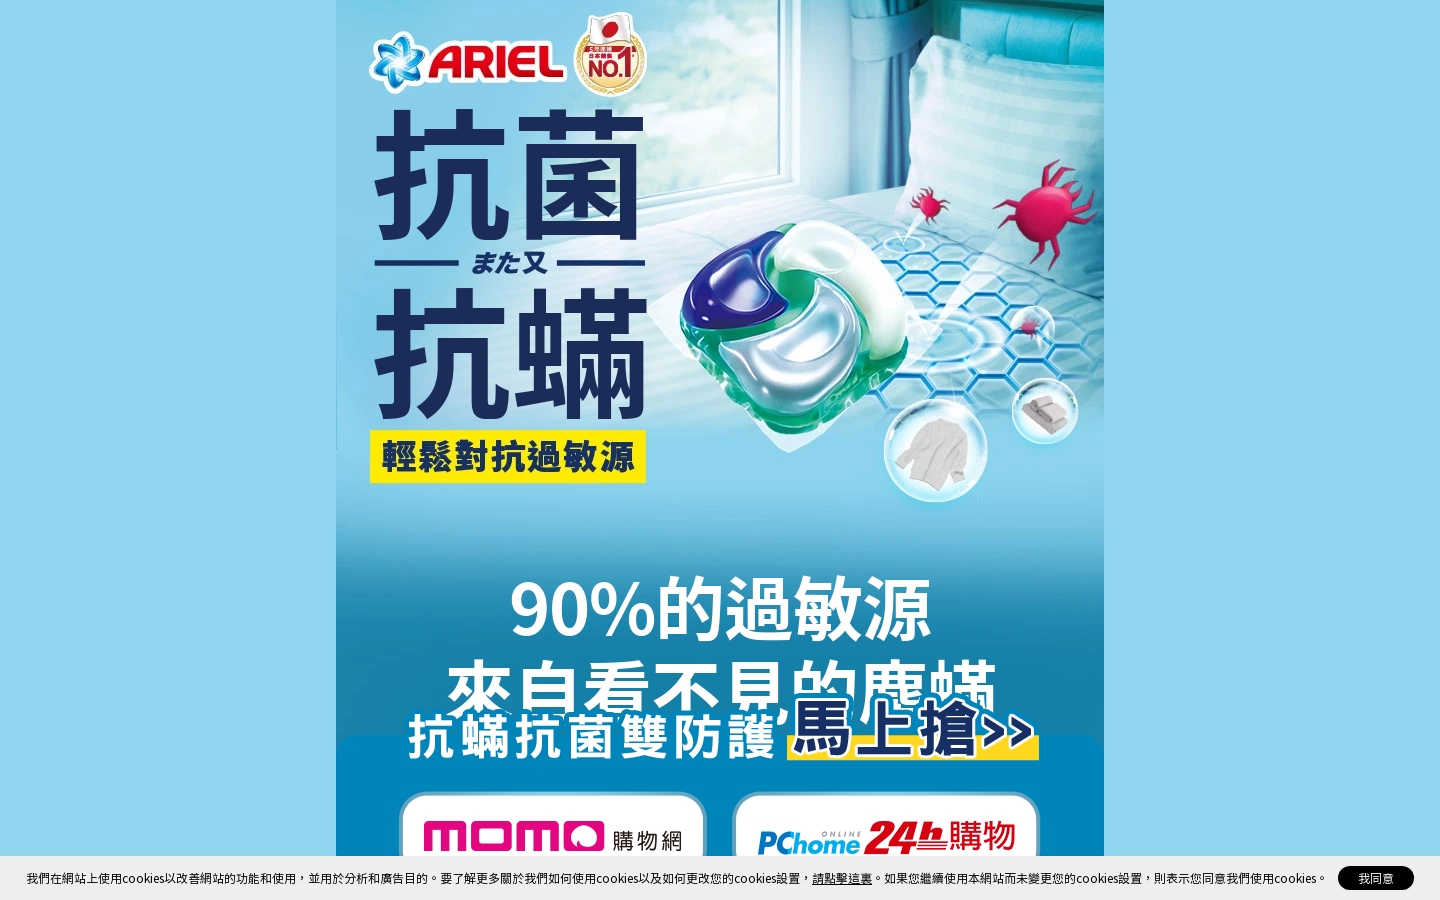 ARIEL
5年連獲
日本銷售
NO.1
抗菌
また又
抗蟎
輕鬆對抗過敏源
90%的過敏源
來自看不見的塵蟎
抗蟎抗菌雙防護 馬上搶>>
momo 購物網
PChome ONLINE 24h 購物
我們在網站上使用cookies以改善網站的功能和使用，並用於分析和廣告目的。要了解更多關於我們如何使用cookies以及如何更改您的cookies設置，請點擊這裏。如果您繼續使用本網站而未變更您的cookies設置，則表示您同意我們使用cookies。 我同意